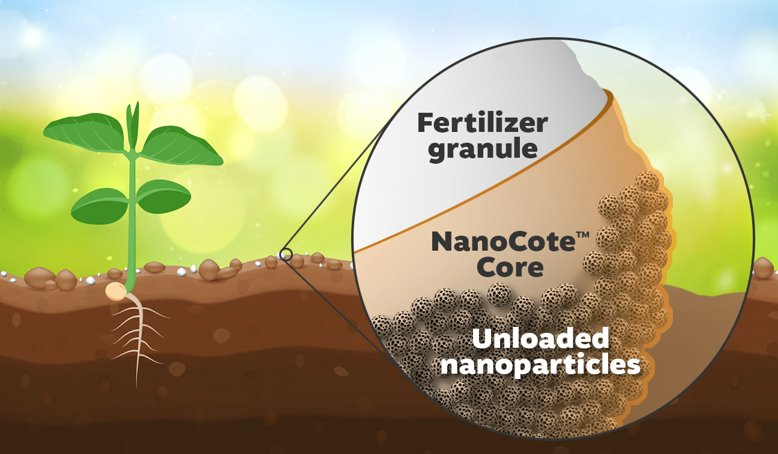 Fertilizer
granule
NanoCote™
Core
Unloaded
nanoparticles